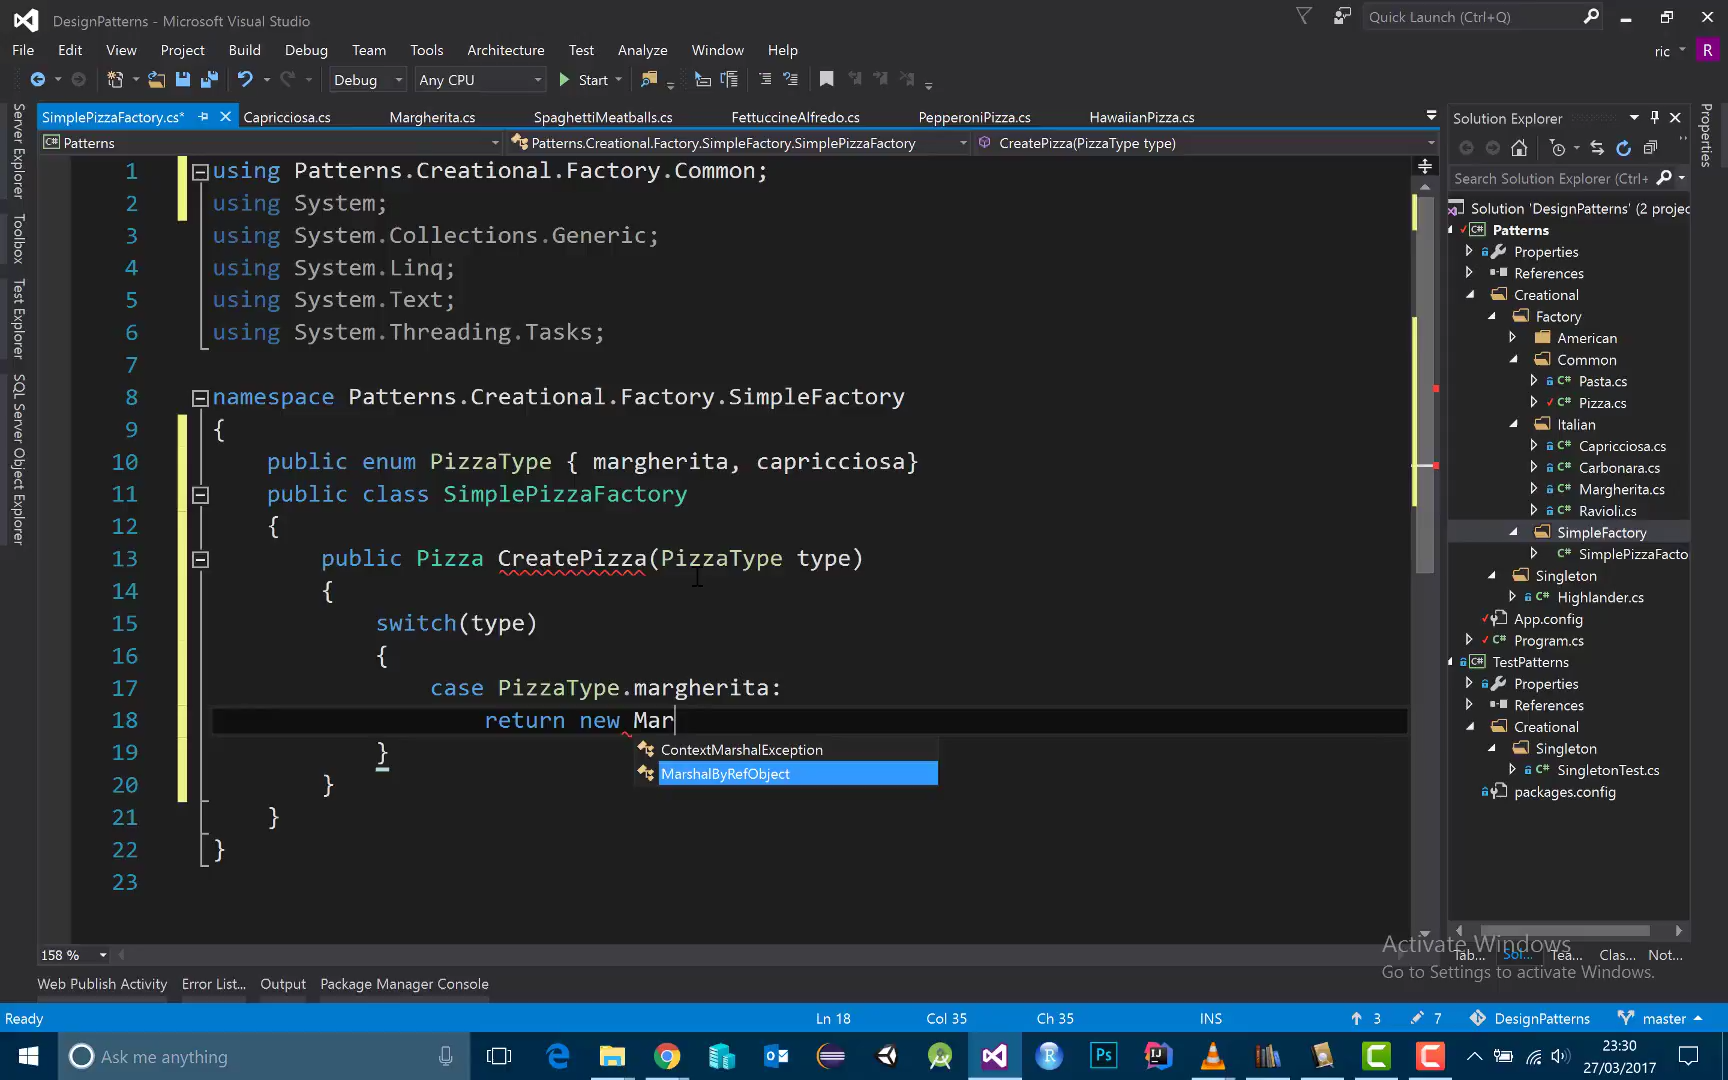 DesignPatterns - Microsoft Visual Studio
Quick Launch (Ctrl+Q)
File Edit View Project Build Debug Team Tools Architecture Test Analyze Window Help
ric R
Debug Any CPU Start
SimplePizzaFactory.cs* Capricciosa.cs Margherita.cs SpaghettiMeatballs.cs FettuccineAlfredo.cs PepperoniPizza.cs HawaiianPizza.cs
Patterns Patterns.Creational.Factory.SimpleFactory.SimplePizzaFactory CreatePizza(PizzaType type)
Server Explorer
Toolbox
Test Explorer
SQL Server Object Explorer
1 using Patterns.Creational.Factory.Common;
2 using System;
3 using System.Collections.Generic;
4 using System.Linq;
5 using System.Text;
6 using System.Threading.Tasks;
7
8 namespace Patterns.Creational.Factory.SimpleFactory
9 {
10 public enum PizzaType { margherita, capricciosa}
11 public class SimplePizzaFactory
12 {
13 public Pizza CreatePizza(PizzaType type)
14 {
15 switch(type)
16 {
17 case PizzaType.margherita:
18 return new Mar
19 }
20 }
21 }
22 }
23
ContextMarshalException
MarshalByRefObject
Solution Explorer
Search Solution Explorer (Ctrl+
Solution 'DesignPatterns' (2 projec
C# Patterns
Properties
References
Creational
Factory
American
Common
C# Pasta.cs
C# Pizza.cs
Italian
C# Capricciosa.cs
C# Carbonara.cs
C# Margherita.cs
C# Ravioli.cs
SimpleFactory
C# SimplePizzaFacto
Singleton
C# Highlander.cs
App.config
C# Program.cs
C# TestPatterns
Properties
References
Creational
Singleton
C# SingletonTest.cs
packages.config
Properties
158 %
Tab... Sol... Tea... Clas... Not...
Activate Windows
Go to Settings to activate Windows.
Web Publish Activity Error List... Output Package Manager Console
Ready Ln 18 Col 35 Ch 35 INS 3 7 DesignPatterns master
Ask me anything
R Ps IJ C C
23:30
27/03/2017